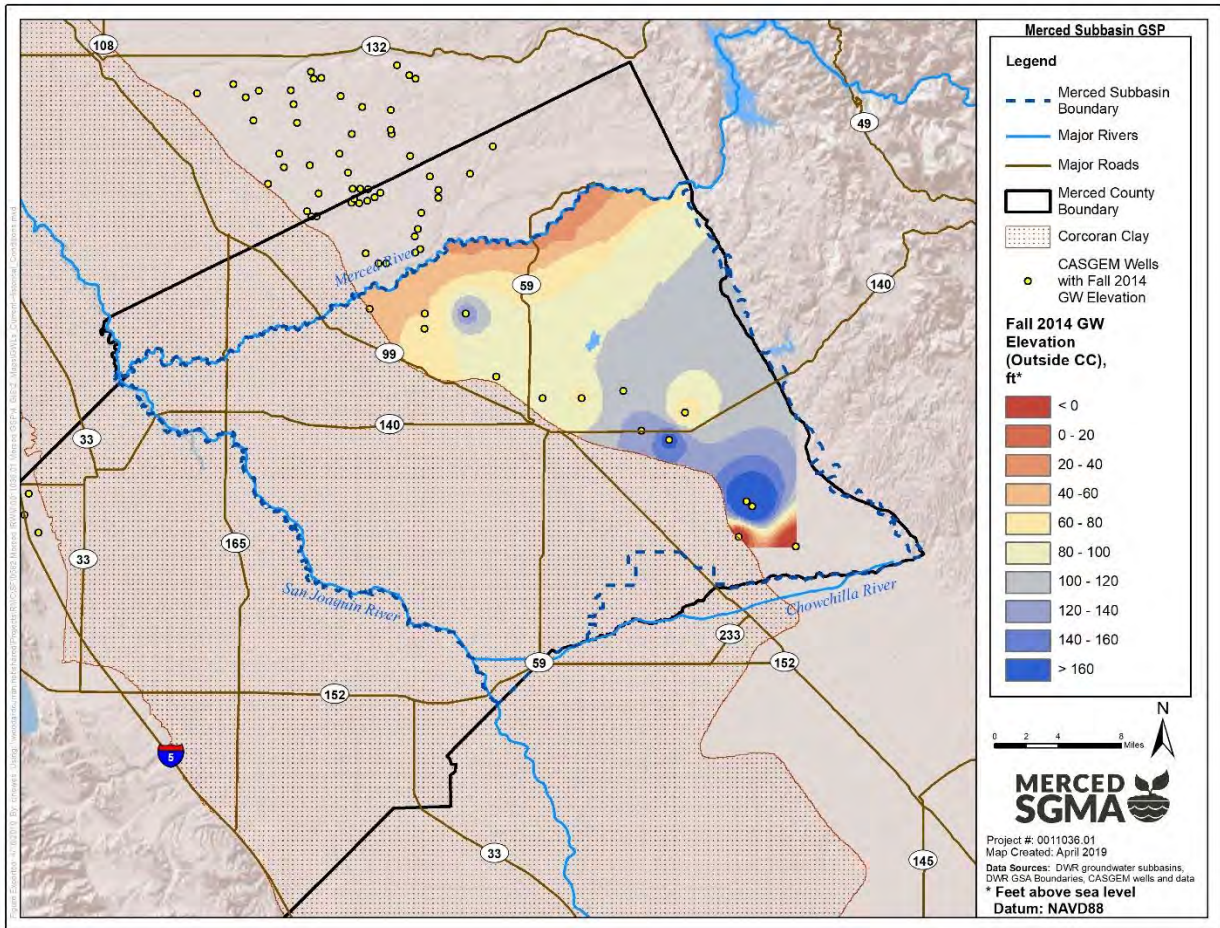 Merced Subbasin GSP
Legend
Merced Subbasin
Boundary
Major Rivers
Major Roads
Merced County
Boundary
Corcoran Clay
CASGEM Wells
with Fall 2014
GW Elevation
Fall 2014 GW
Elevation
(Outside CC),
ft*
< 0
0 - 20
20 - 40
40 -60
60 - 80
80 - 100
100 - 120
120 - 140
140 - 160
> 160
N
0 2 4 8
Miles
MERCED
SGMA
Project #: 0011036.01
Map Created: April 2019
Data Sources: DWR groundwater subbasins,
DWR GSA Boundaries, CASGEM wells and data
* Feet above sea level
Datum: NAVD88
108
132
49
Merced River
59
140
99
140
33
165
33
San Joaquin River
Chowchilla River
233
59
152
152
5
33
145